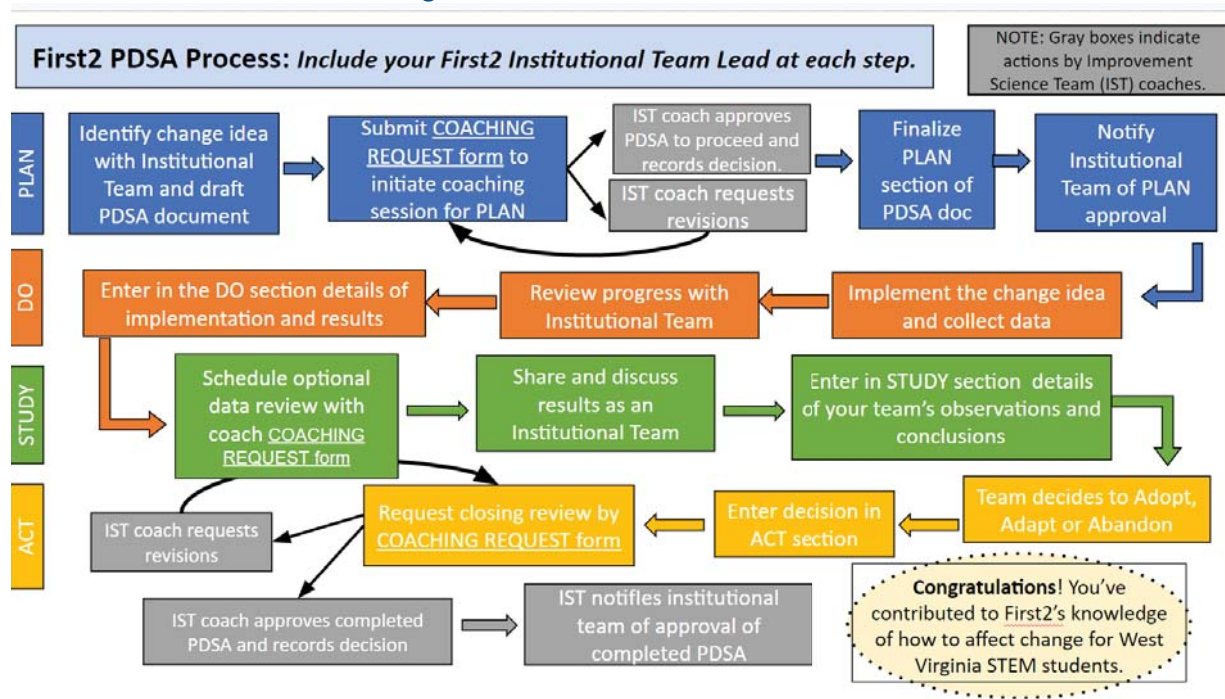 First2 PDSA Process: Include your First2 Institutional Team Lead at each step.
NOTE: Gray boxes indicate
actions by Improvement
Science Team (IST) coaches.
PLAN
Identify change idea
with Institutional
Team and draft
PDSA document
Submit COACHING
REQUEST form to
initiate coaching
session for PLAN
IST coach approves
PDSA to proceed and
records decision.
IST coach requests
revisions
Finalize
PLAN
section of
PDSA doc
Notify
Institutional
Team of PLAN
approval
DO
Enter in the DO section details of
implementation and results
Review progress with
Institutional Team
Implement the change idea
and collect data
STUDY
Schedule optional
data review with
coach COACHING
REQUEST form
Share and discuss
results as an
Institutional Team
Enter in STUDY section details
of your team's observations and
conclusions
ACT
IST coach requests
revisions
Request closing review by
COACHING REQUEST form
Enter decision in
ACT section
Team decides to Adopt,
Adapt or Abandon
IST coach approves completed
PDSA and records decision
IST notifles institutional
team of approval of
completed PDSA
Congratulations! You've
contributed to First2's knowledge
of how to affect change for West
Virginia STEM students.